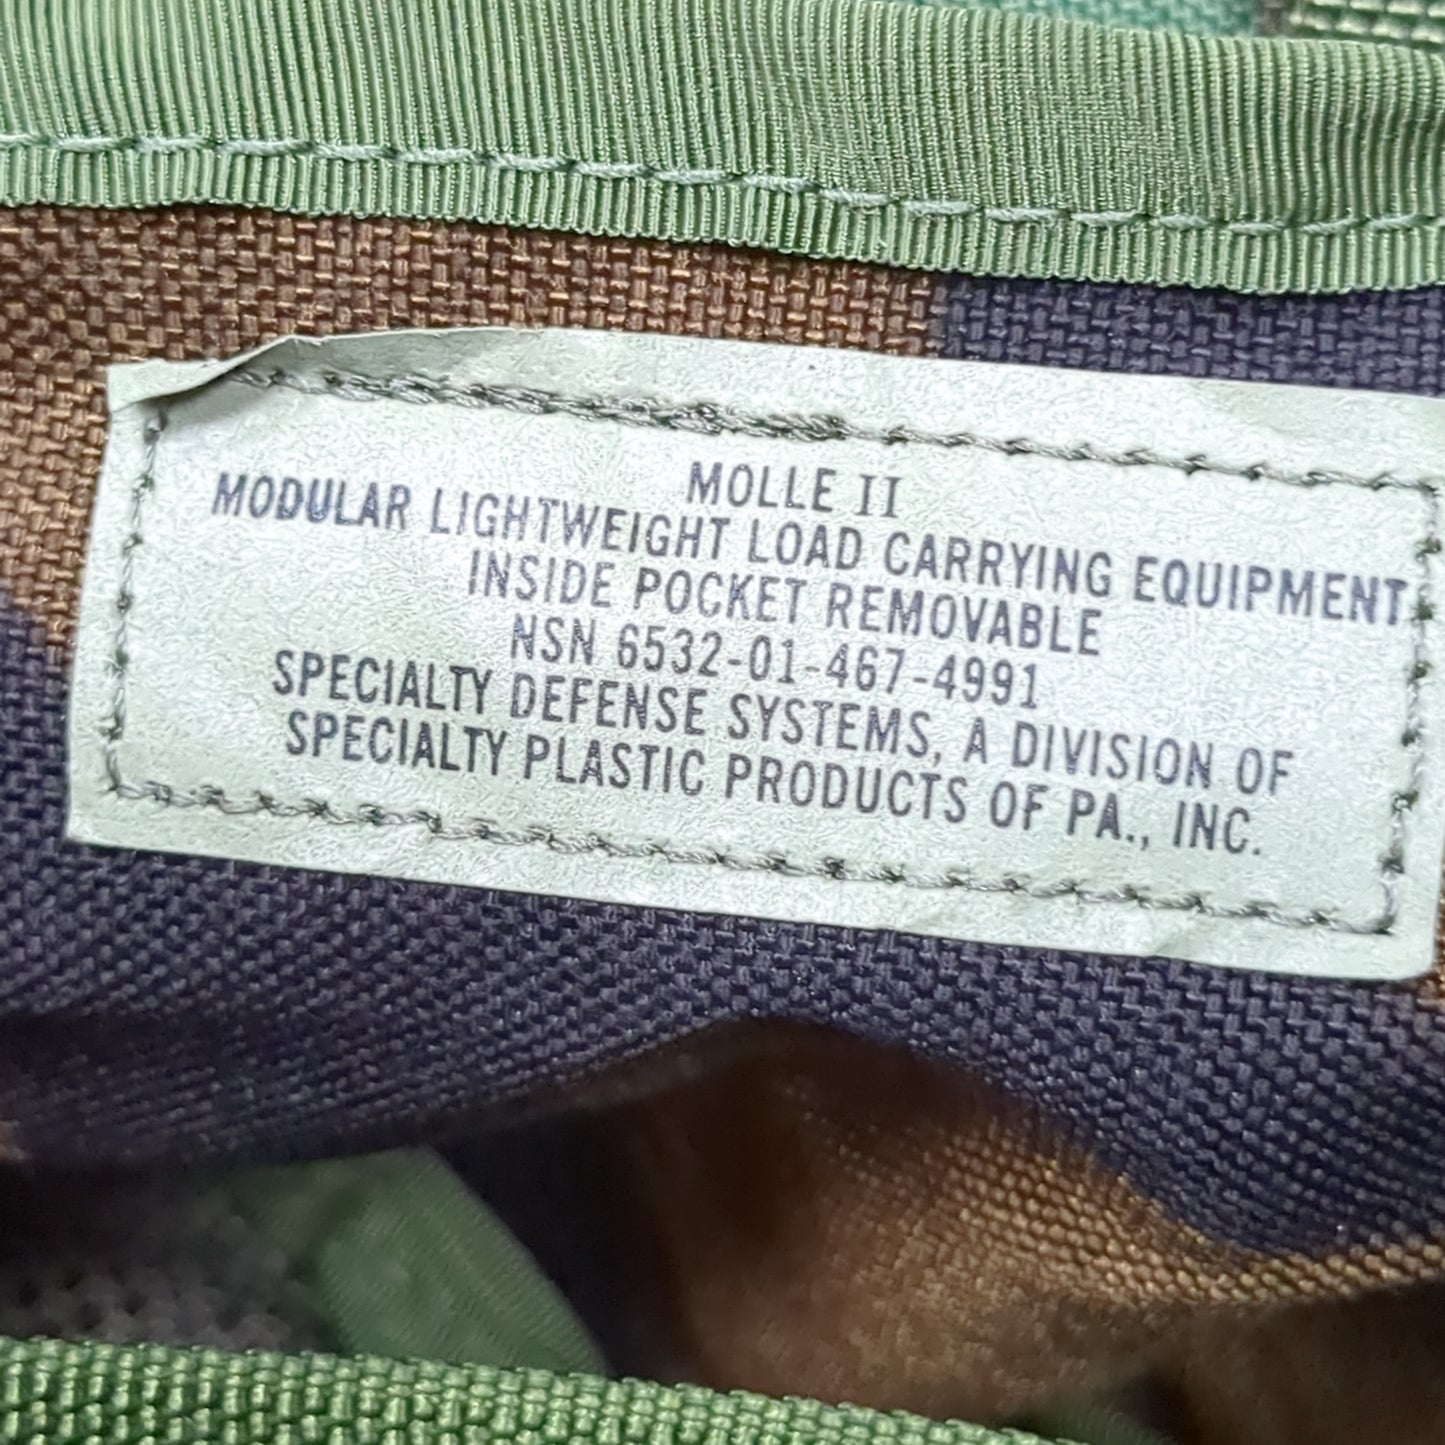 MOLLE II
MODULAR LIGHTWEIGHT LOAD CARRYING EQUIPMENT
INSIDE POCKET REMOVABLE
NSN 6532-01-467-4991
SPECIALTY DEFENSE SYSTEMS, A DIVISION OF
SPECIALTY PLASTIC PRODUCTS OF PA., INC.